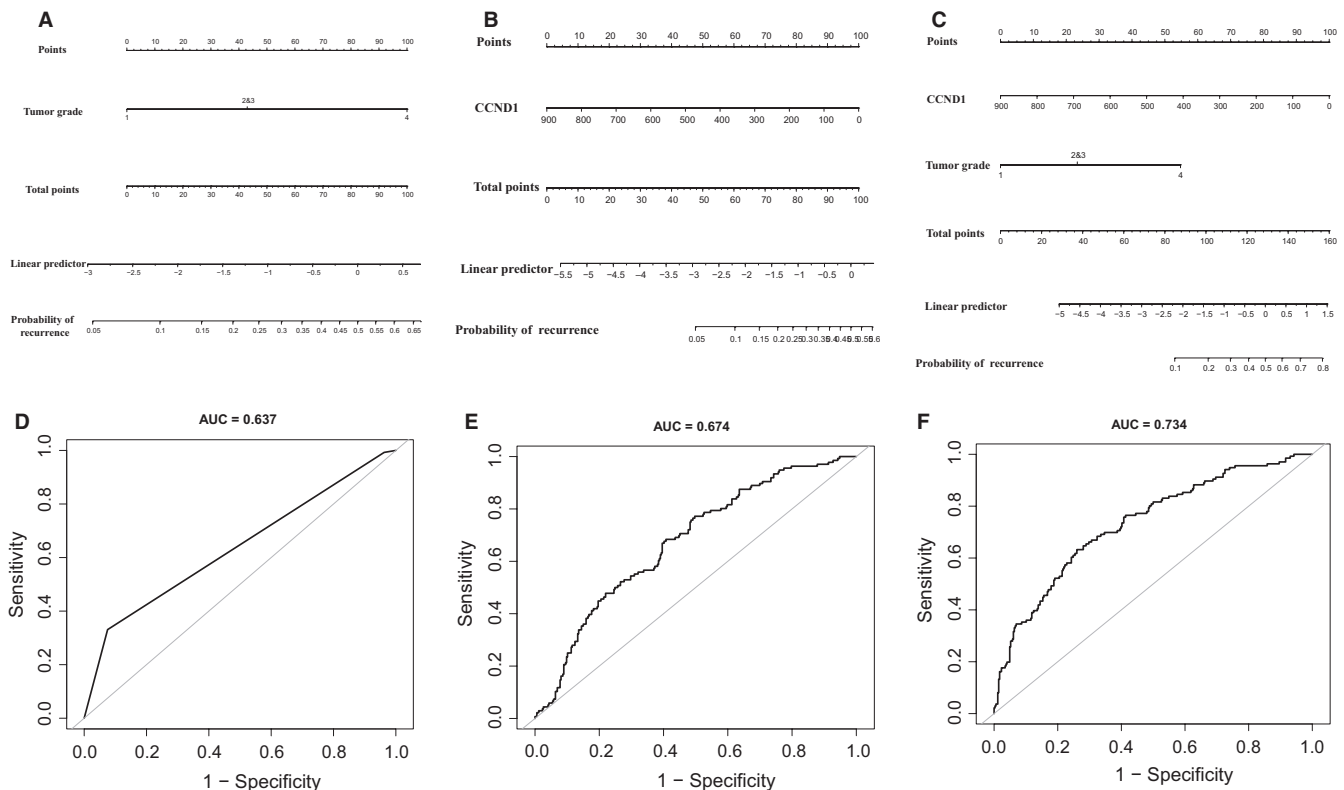 A
Points
0 10 20 30 40 50 60 70 80 90 100
Tumor grade
2&3
1 4
Total points
0 10 20 30 40 50 60 70 80 90 100
Linear predictor
−3 −2.5 −2 −1.5 −1 −0.5 0 0.5
Probability of
recurrence
0.05 0.1 0.15 0.2 0.25 0.3 0.35 0.4 0.45 0.5 0.55 0.6 0.65
B
Points
0 10 20 30 40 50 60 70 80 90 100
CCND1
900 800 700 600 500 400 300 200 100 0
Total points
0 10 20 30 40 50 60 70 80 90 100
Linear predictor
−5.5 −5 −4.5 −4 −3.5 −3 −2.5 −2 −1.5 −1 −0.5 0
Probability of recurrence
0.05 0.1 0.15 0.2 0.25 0.3 0.35 0.4 0.45 0.5 0.55 0.6
C
Points
0 10 20 30 40 50 60 70 80 90 100
CCND1
900 800 700 600 500 400 300 200 100 0
Tumor grade
2&3
1 4
Total points
0 20 40 60 80 100 120 140 160
Linear predictor
−5 −4.5 −4 −3.5 −3 −2.5 −2 −1.5 −1 −0.5 0 0.5 1 1.5
Probability of recurrence
0.1 0.2 0.3 0.4 0.5 0.6 0.7 0.8
D
AUC = 0.637
Sensitivity
0.0 0.2 0.4 0.6 0.8 1.0
0.0 0.2 0.4 0.6 0.8 1.0
1 − Specificity
E
AUC = 0.674
Sensitivity
0.0 0.2 0.4 0.6 0.8 1.0
0.0 0.2 0.4 0.6 0.8 1.0
1 − Specificity
F
AUC = 0.734
Sensitivity
0.0 0.2 0.4 0.6 0.8 1.0
0.0 0.2 0.4 0.6 0.8 1.0
1 − Specificity